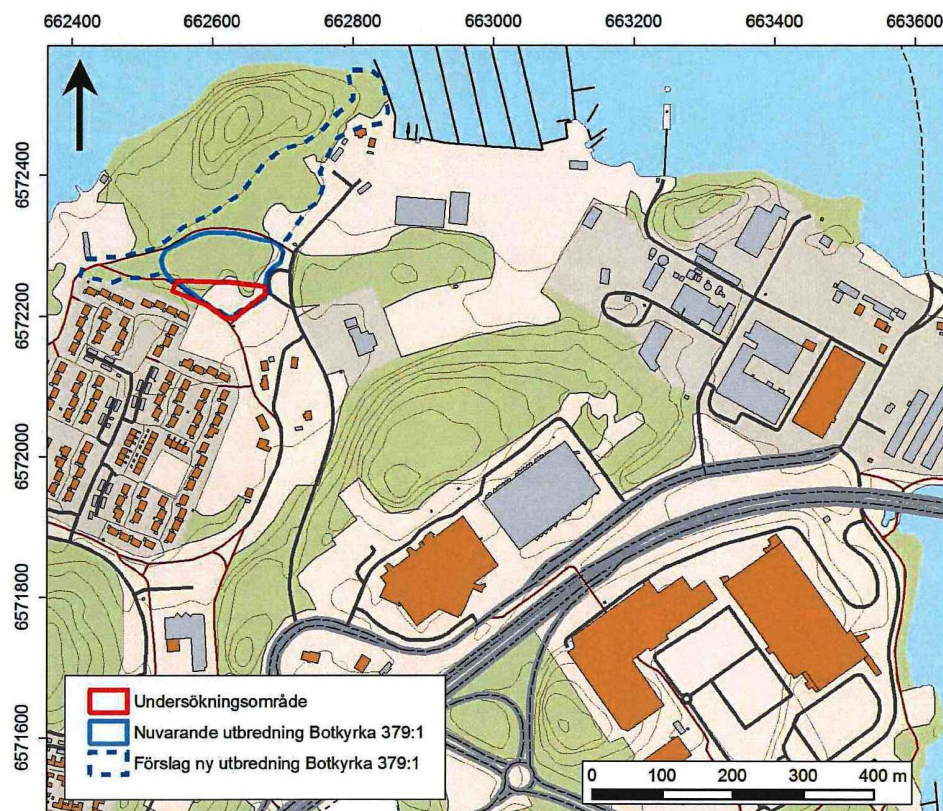 662400 662600 662800 663000 663200 663400 663600
6572400
6572200
6572000
6571800
6571600
Undersökningsområde
Nuvarande utbredning Botkyrka 379:1
Förslag ny utbredning Botkyrka 379:1
0 100 200 300 400 m